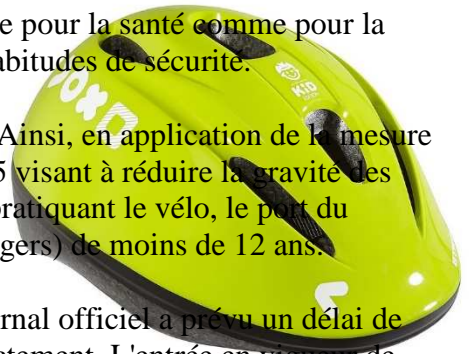 e pour la santé comme pour la
abitudes de sécurité.
Ainsi, en application de la mesure
5 visant à réduire la gravité des
pratiquant le vélo, le port du
gers) de moins de 12 ans.
rnal officiel a prévu un délai de
KiD